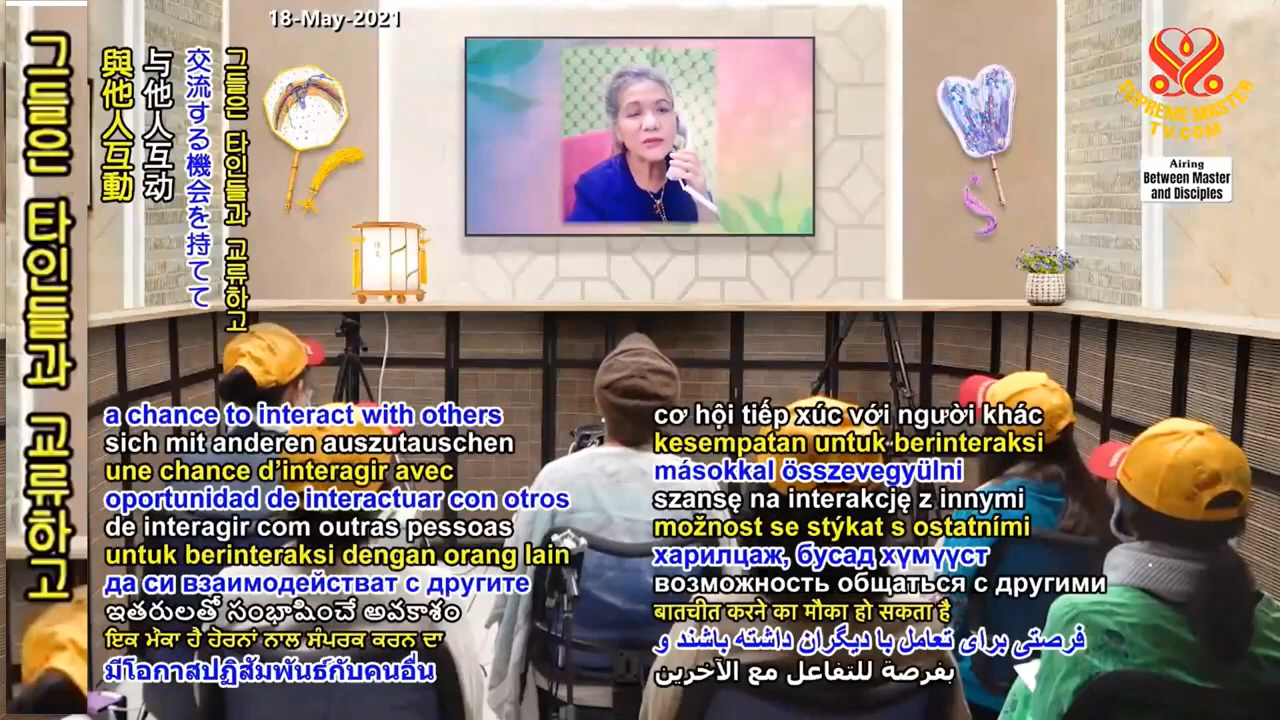 18-May-2021
SUPREME MASTER
TV.COM
Airing
Between Master
and Disciples
그들은 타인들과 교류하고
與他人互動
与他人互动
交流する機会を持てて
그들은 타인들과 교류하고
a chance to interact with others
sich mit anderen auszutauschen
une chance d’interagir avec
oportunidad de interactuar con otros
de interagir com outras pessoas
untuk berinteraksi dengan orang lain
да си взаимодействат с другите
ఇతరులతో సంభాషించే అవకాశం
ਇਕ ਮੌਕਾ ਹੈ ਹੋਰਨਾਂ ਨਾਲ ਸੰਪਰਕ ਕਰਨ ਦਾ
มีโอกาสปฏิสัมพันธ์กับคนอื่น
cơ hội tiếp xúc với người khác
kesempatan untuk berinteraksi
másokkal összevegyülni
szansę na interakcję z innymi
možnost se stýkat s ostatními
харилцаж, бусад хүмүүст
возможность общаться с другими
बातचीत करने का मौका हो सकता है
فرصتی برای تعامل با دیگران داشته باشند و
بفرصة للتفاعل مع الآخرين